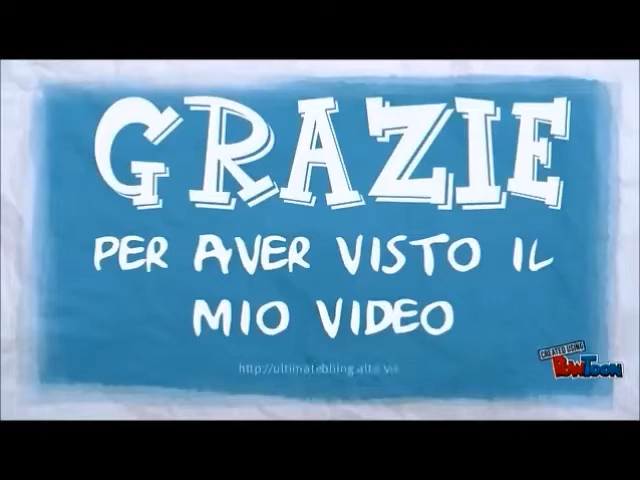 GRAZIE
PER AVER VISTO IL
MIO VIDEO
CREATED USING
POWTOON